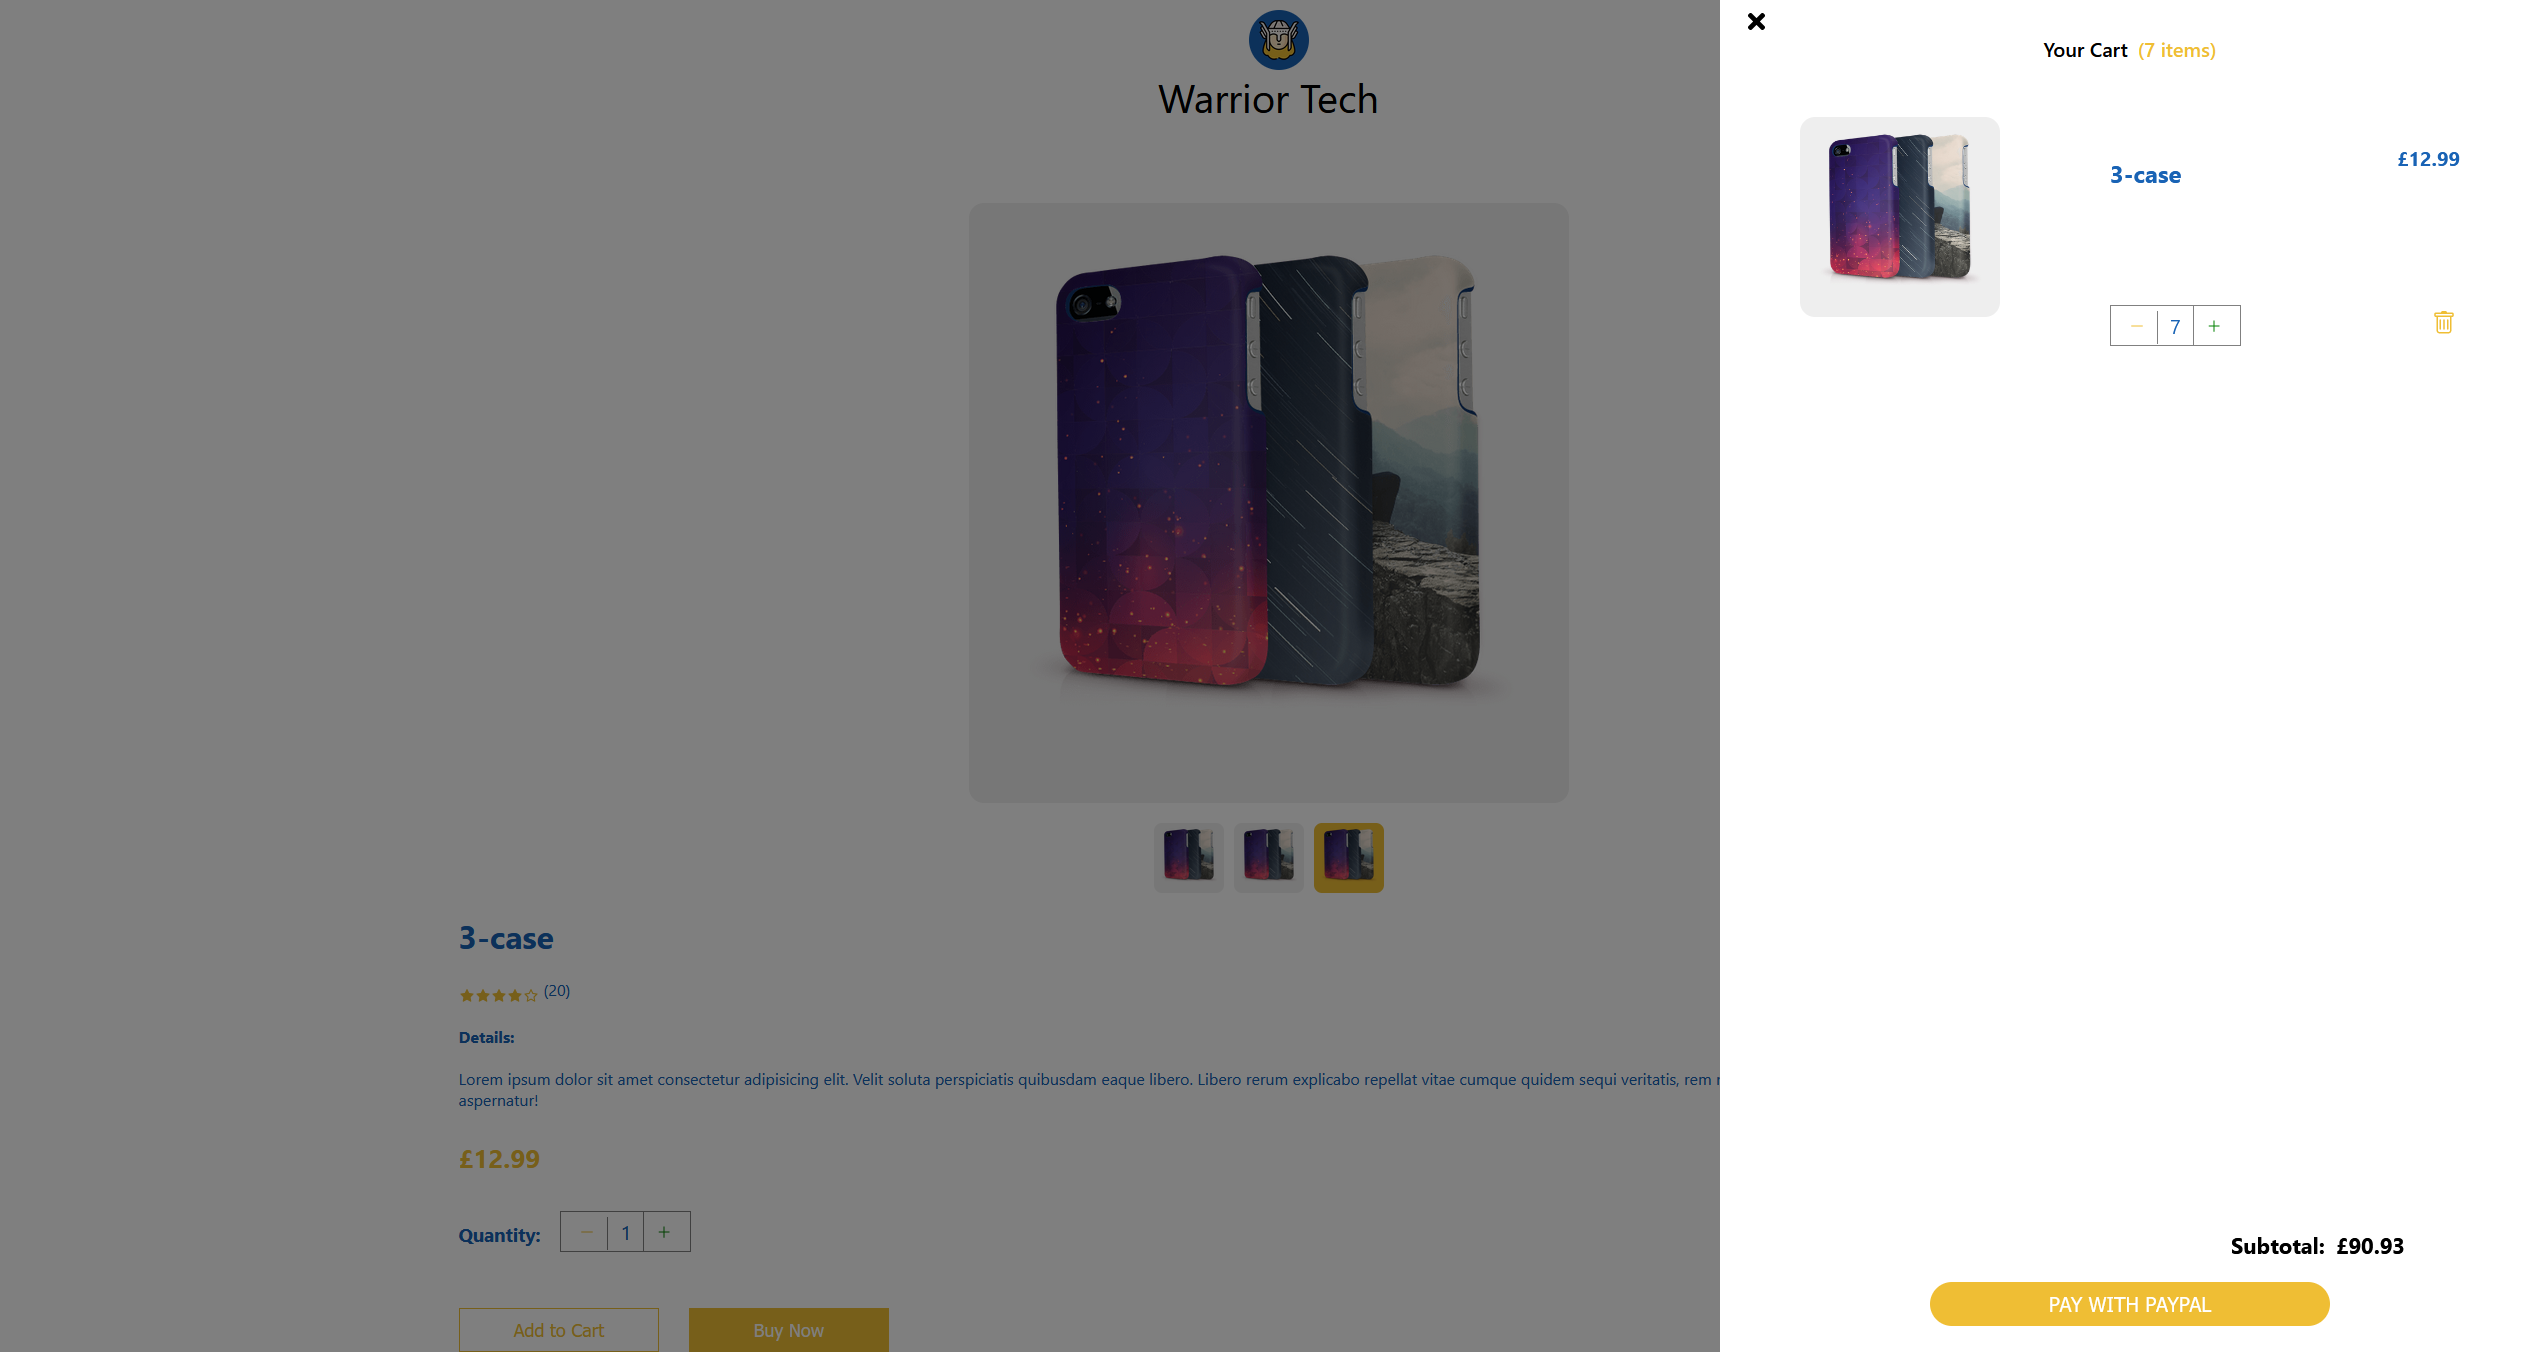 Warrior Tech
3-case
(20)
Details:
Lorem ipsum dolor sit amet consectetur adipisicing elit. Velit soluta perspiciatis quibusdam eaque libero. Libero rerum explicabo repellat vitae cumque quidem sequi veritatis, rem
aspernatur!
£12.99
Quantity: − 1 +
Add to Cart Buy Now
Your Cart (7 items)
£12.99
3-case
− 7 +
Subtotal: £90.93
PAY WITH PAYPAL